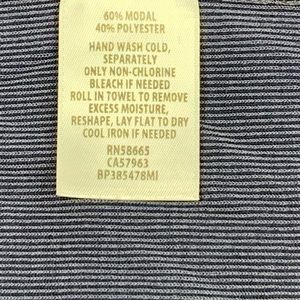 60% MODAL
40% POLYESTER
HAND WASH COLD,
SEPARATELY
ONLY NON-CHLORINE
BLEACH IF NEEDED
ROLL IN TOWEL TO REMOVE
EXCESS MOISTURE,
RESHAPE, LAY FLAT TO DRY
COOL IRON IF NEEDED
RN58665
CA57963
BP385478MI